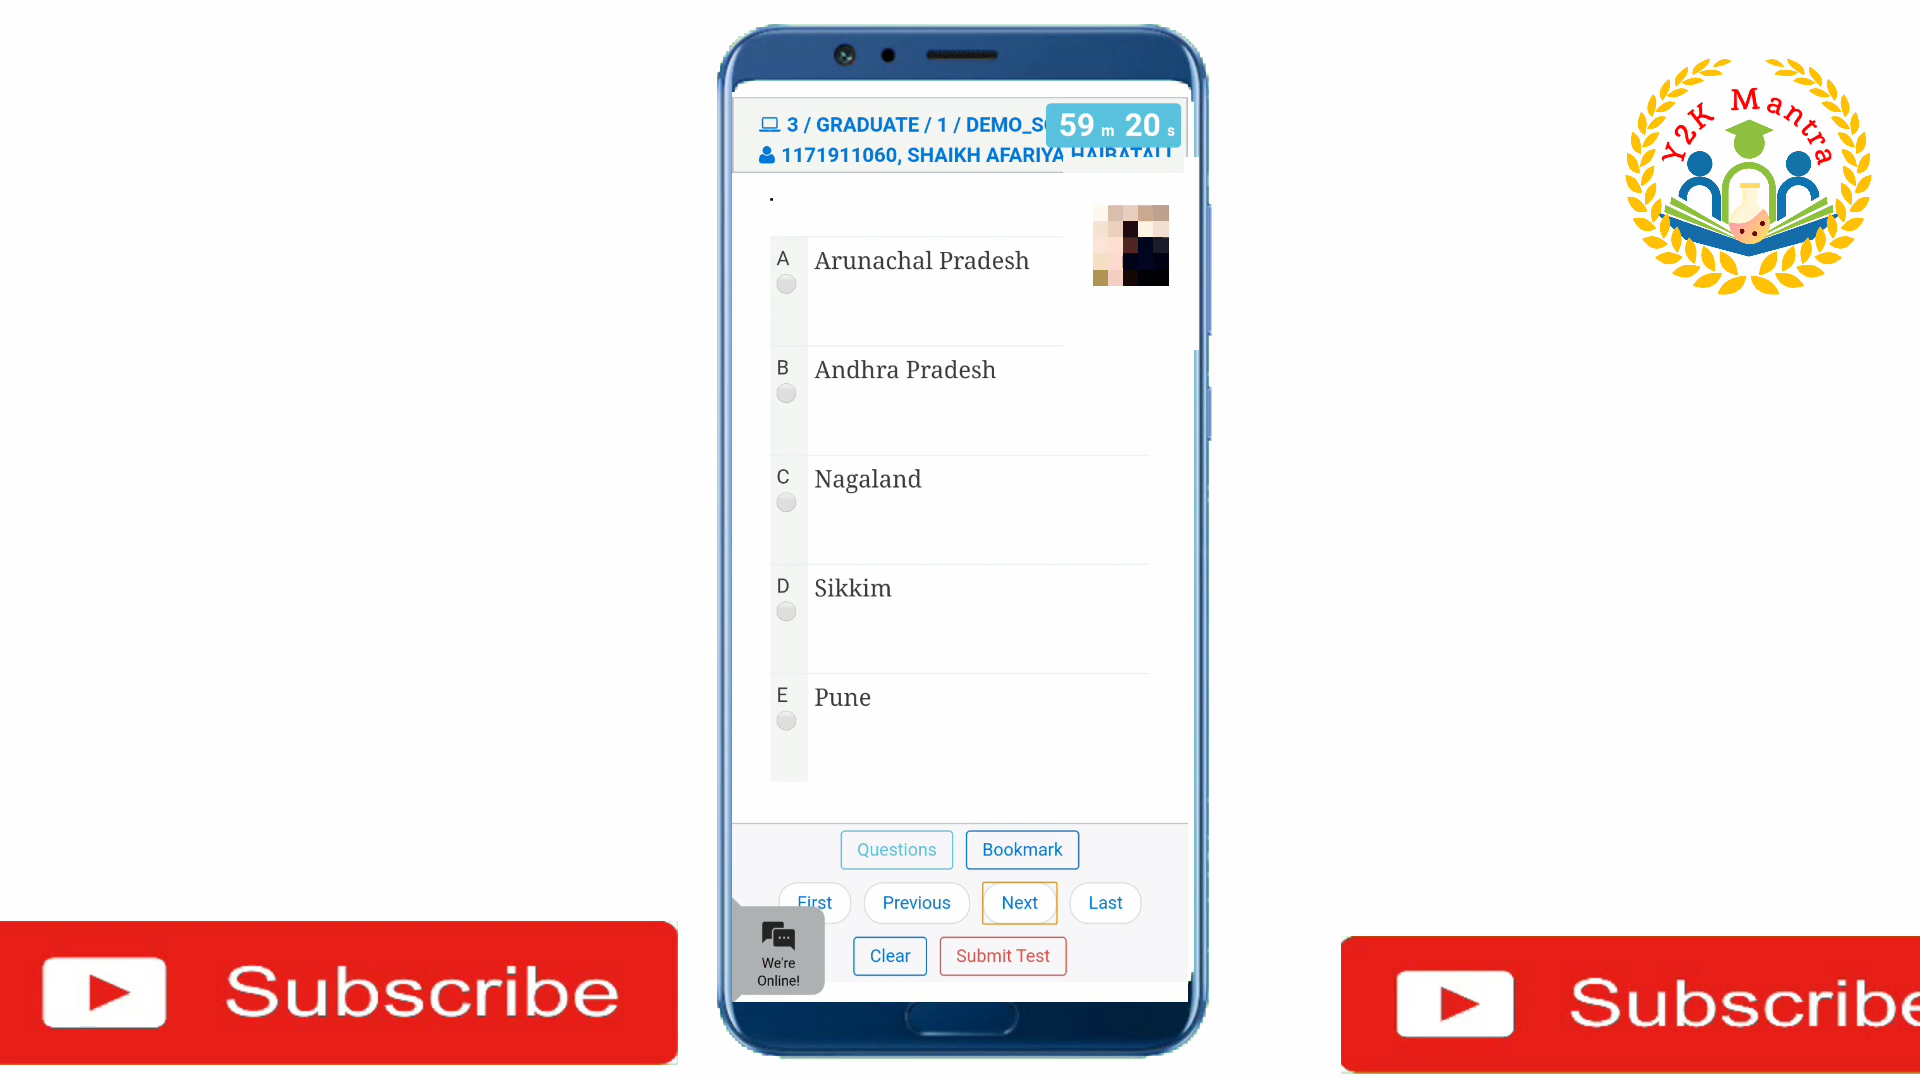 3 / GRADUATE / 1 / DEMO_S
59 m 20 s
1171911060, SHAIKH AFARIYA HAIBATALI
.
A
Arunachal Pradesh
B
Andhra Pradesh
C
Nagaland
D
Sikkim
E
Pune
Questions
Bookmark
First
Previous
Next
Last
Clear
Submit Test
We're
Online!
Y2K Mantra
Subscribe
Subscribe